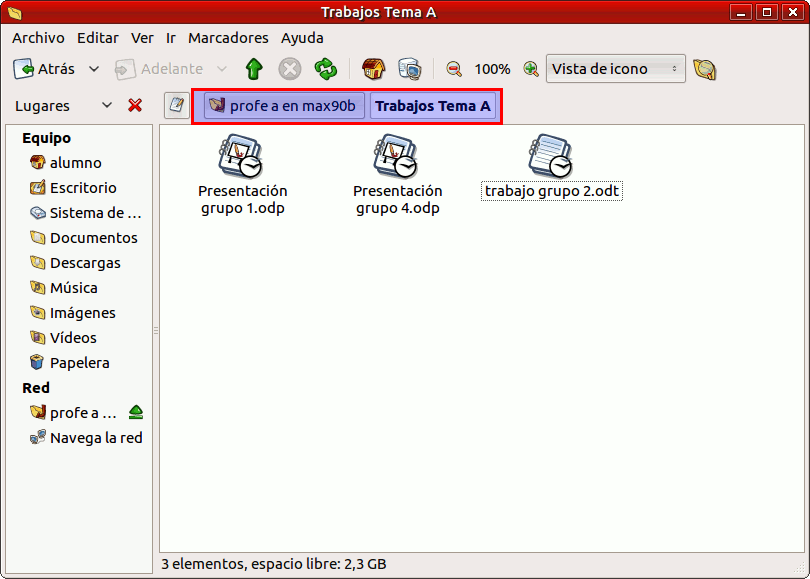 Trabajos Tema A
Archivo Editar Ver Ir Marcadores Ayuda
Atrás Adelante 100% Vista de icono
Lugares profe a en max90b Trabajos Tema A
Equipo
alumno
Escritorio
Sistema de ...
Documentos
Descargas
Música
Imágenes
Vídeos
Papelera
Red
profe a ...
Navega la red
Presentación
grupo 1.odp
Presentación
grupo 4.odp
trabajo grupo 2.odt
3 elementos, espacio libre: 2,3 GB